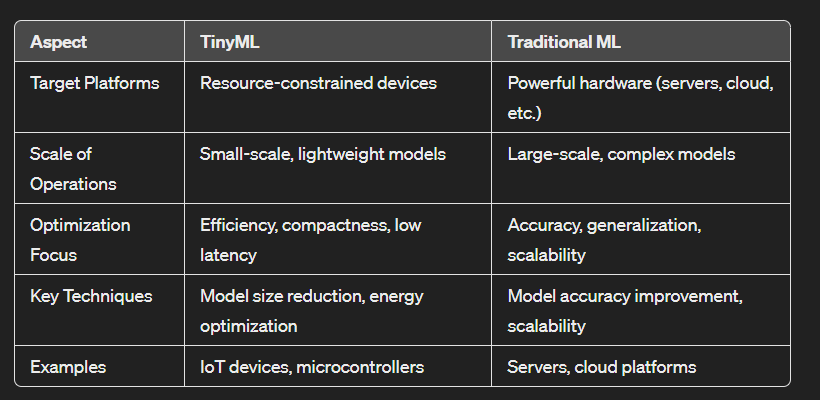 Aspect TinyML Traditional ML
Target Platforms Resource-constrained devices Powerful hardware (servers, cloud,
etc.)
Scale of Small-scale, lightweight models Large-scale, complex models
Operations
Optimization Efficiency, compactness, low Accuracy, generalization,
Focus latency scalability
Key Techniques Model size reduction, energy Model accuracy improvement,
optimization scalability
Examples IoT devices, microcontrollers Servers, cloud platforms